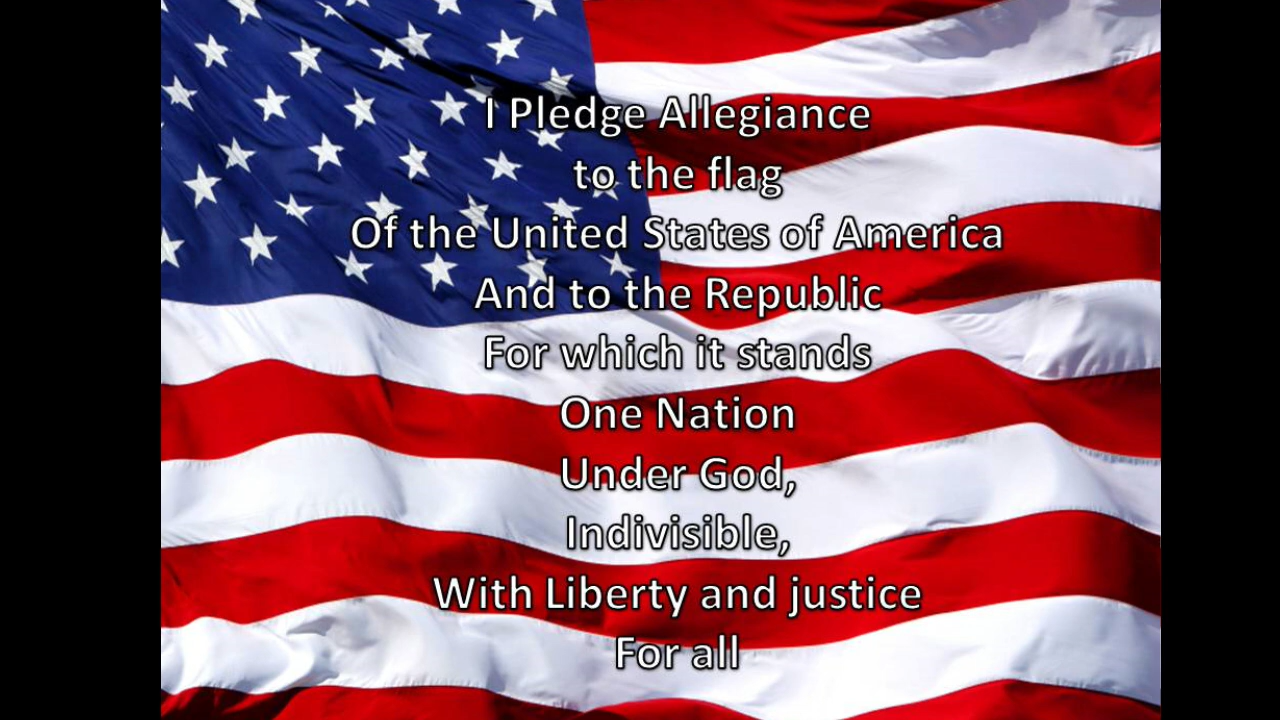 I Pledge Allegiance
to the flag
Of the United States of America
And to the Republic
For which it stands
One Nation
Under God,
Indivisible,
With Liberty and justice
For all